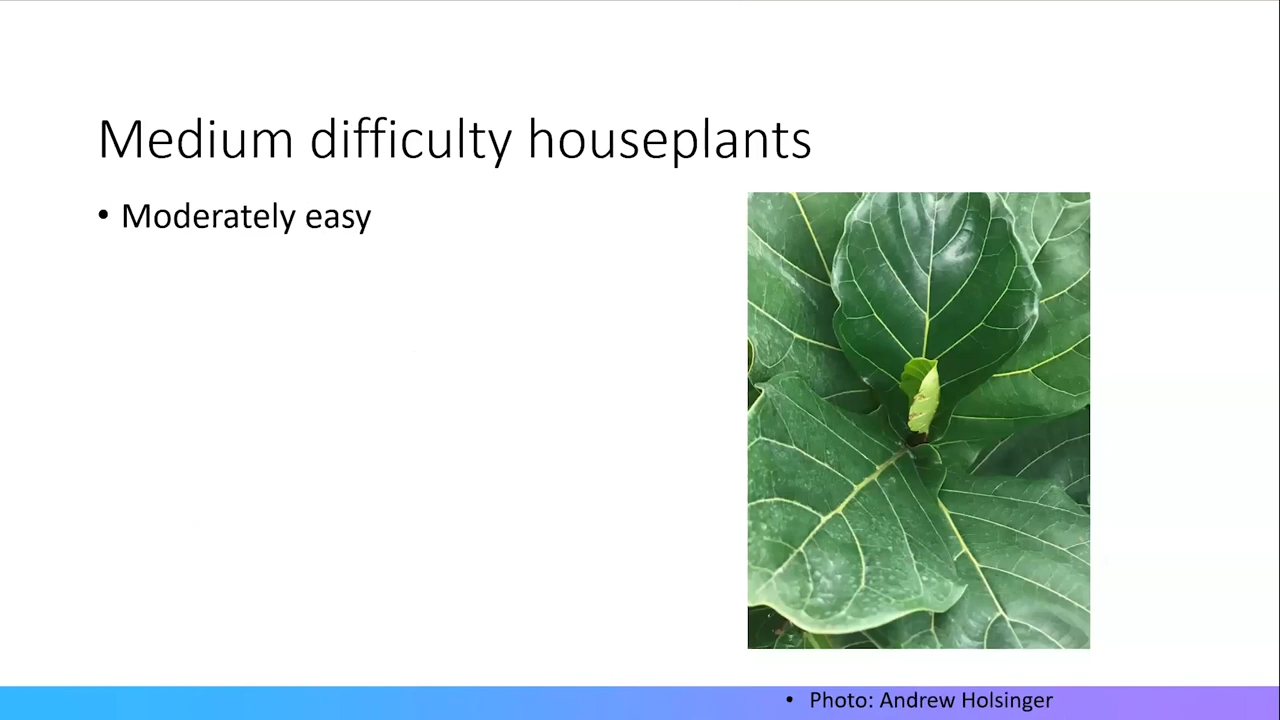 Medium difficulty houseplants
• Moderately easy
• Photo: Andrew Holsinger